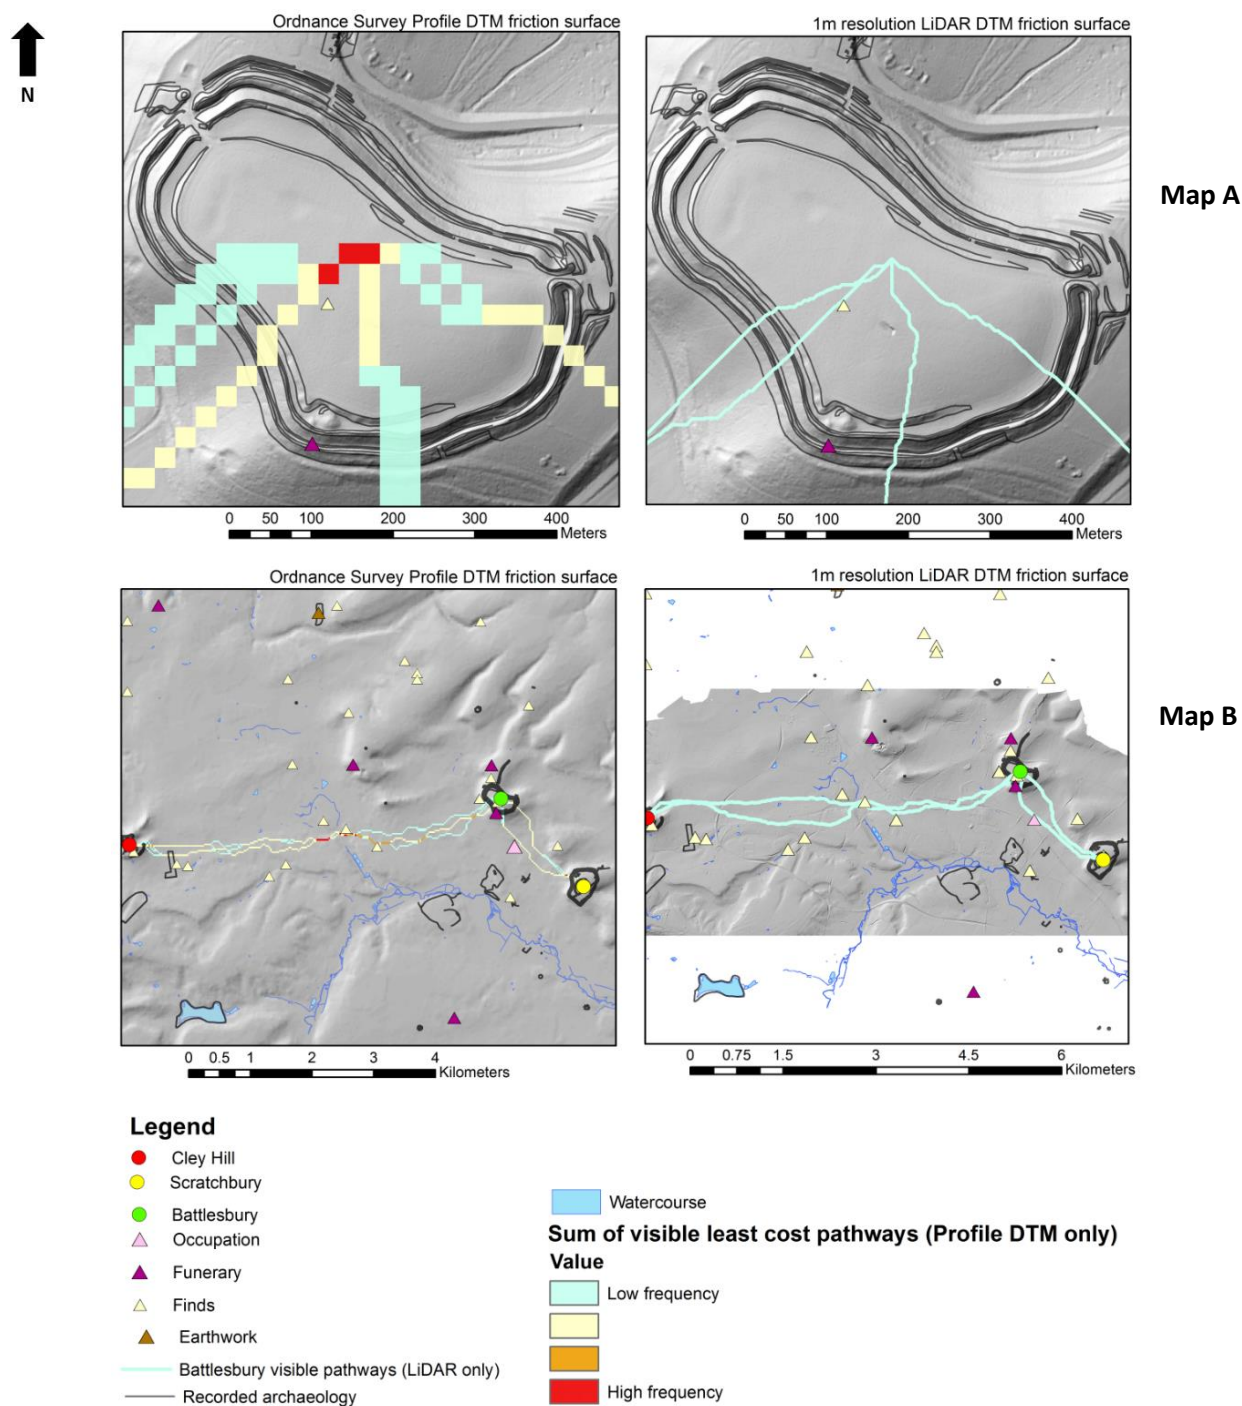 Ordnance Survey Profile DTM friction surface
1m resolution LiDAR DTM friction surface
N
Map A
0 50 100 200 300 400
Meters
0 50 100 200 300 400
Meters
Ordnance Survey Profile DTM friction surface
1m resolution LiDAR DTM friction surface
Map B
0 0.5 1 2 3 4
Kilometers
0 0.75 1.5 3 4.5 6
Kilometers
Legend
Cley Hill
Scratchbury
Battlesbury
Occupation
Funerary
Finds
Earthwork
Battlesbury visible pathways (LiDAR only)
Recorded archaeology
Watercourse
Sum of visible least cost pathways (Profile DTM only)
Value
Low frequency
High frequency